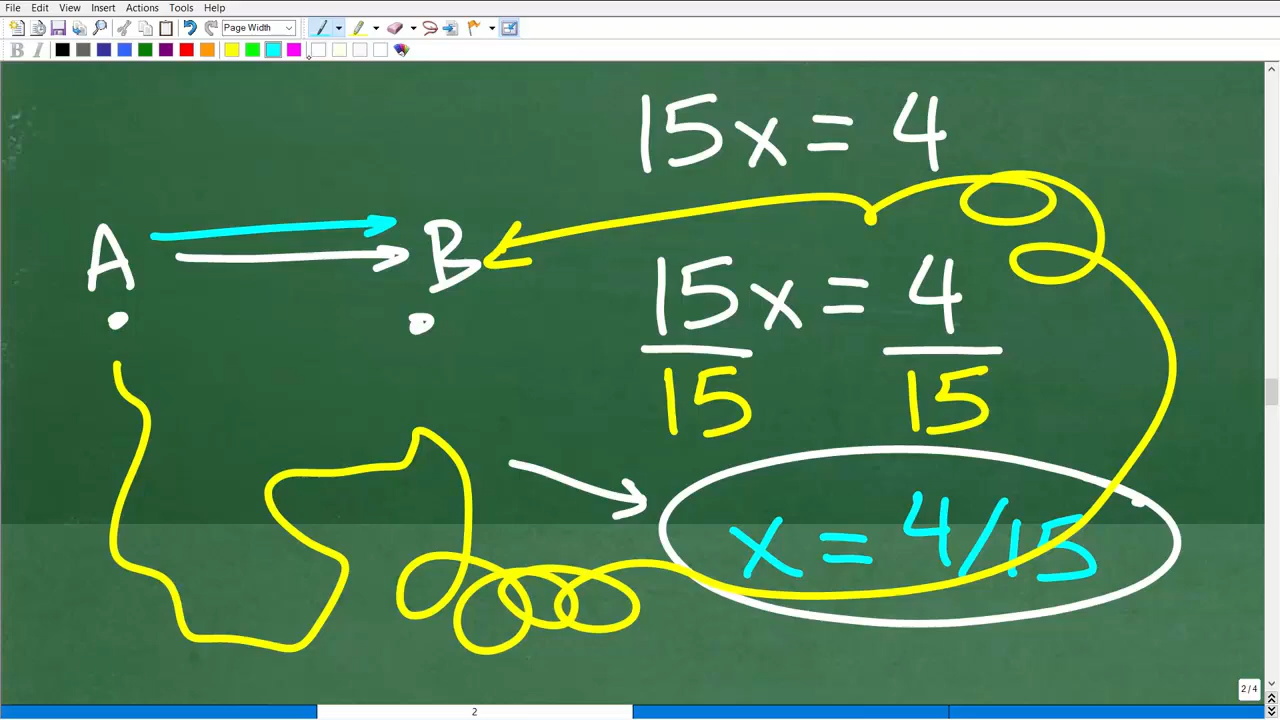 File Edit View Insert Actions Tools Help
Page Width
B I
15x = 4
A B
15x = 4
15 15
x = 4/15
2/4
2